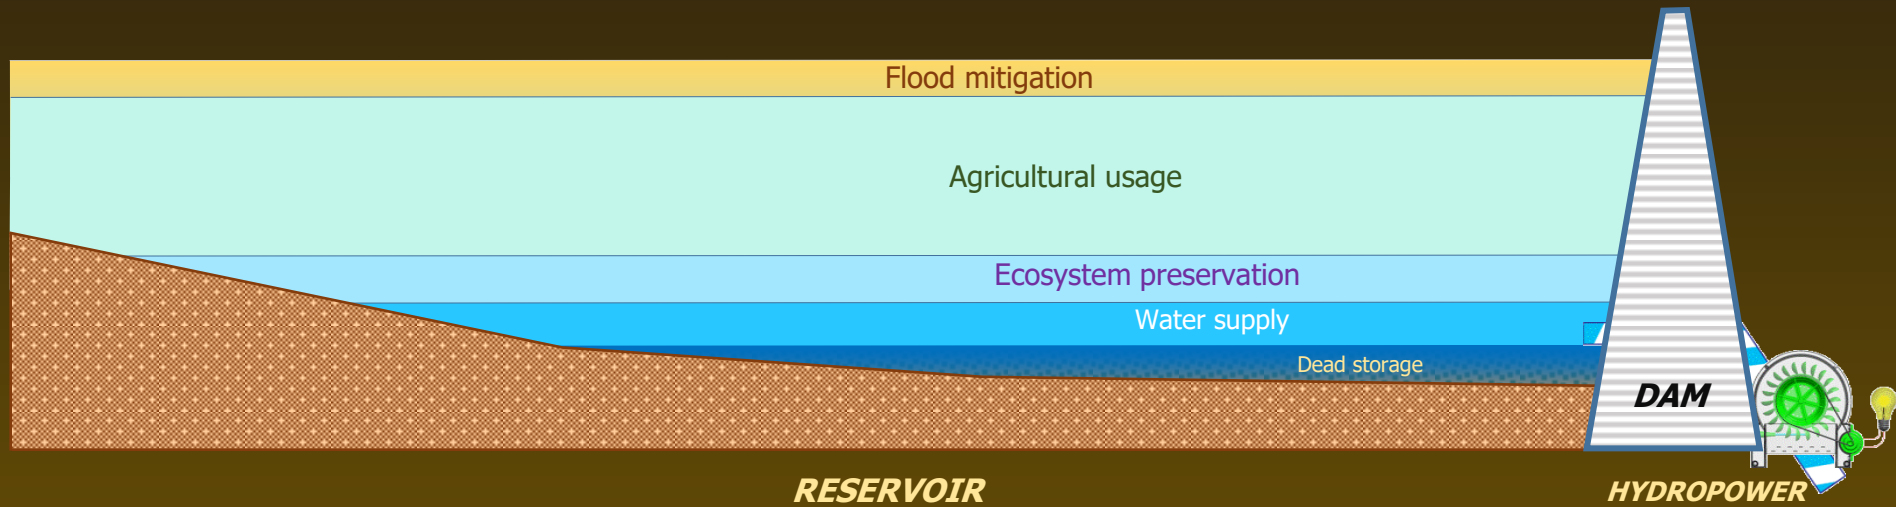 Flood mitigation
Agricultural usage
Ecosystem preservation
Water supply
Dead storage
DAM
RESERVOIR
HYDROPOWER